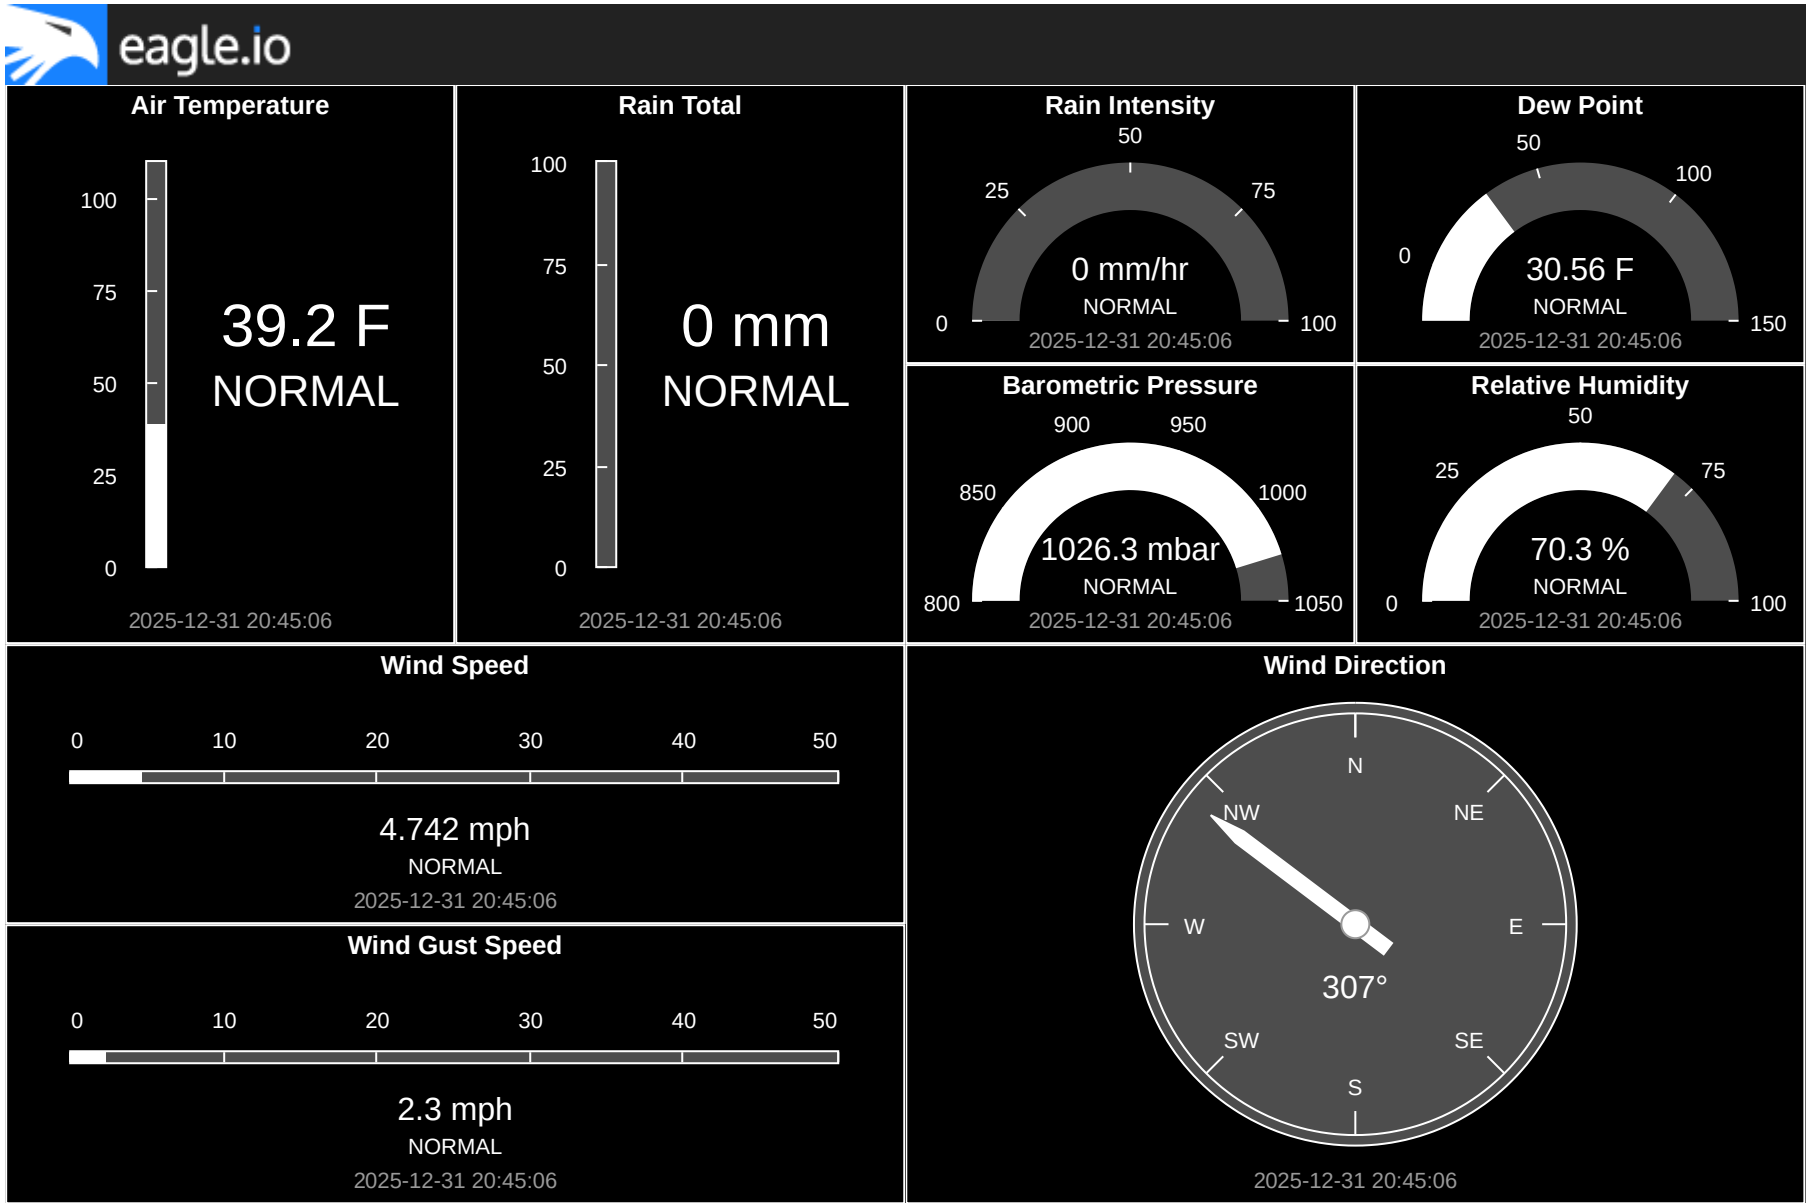 eagle.io
Air Temperature
100
75
50
25
0
39.2 F
NORMAL
2025-12-31 20:45:06
Rain Total
100
75
50
25
0
0 mm
NORMAL
2025-12-31 20:45:06
Rain Intensity
50
25
75
0
100
0 mm/hr
NORMAL
2025-12-31 20:45:06
Dew Point
50
100
0
150
30.56 F
NORMAL
2025-12-31 20:45:06
Barometric Pressure
900
950
850
1000
800
1050
1026.3 mbar
NORMAL
2025-12-31 20:45:06
Relative Humidity
50
25
75
0
100
70.3 %
NORMAL
2025-12-31 20:45:06
Wind Speed
0 10 20 30 40 50
4.742 mph
NORMAL
2025-12-31 20:45:06
Wind Gust Speed
0 10 20 30 40 50
2.3 mph
NORMAL
2025-12-31 20:45:06
Wind Direction
N
NW
NE
W
E
307°
SW
SE
S
2025-12-31 20:45:06